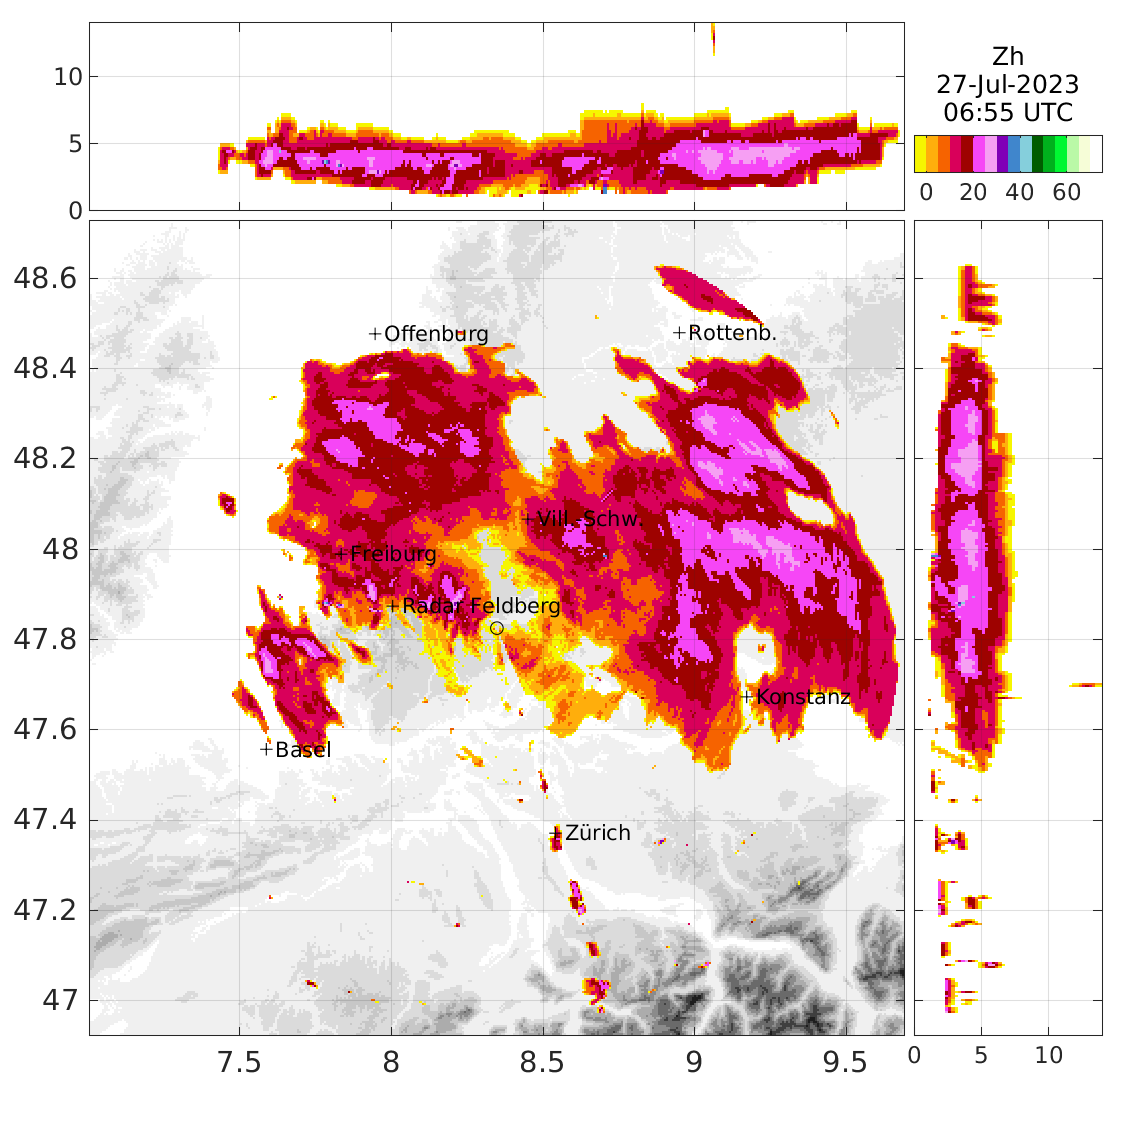 10
5
0
Zh
27-Jul-2023
06:55 UTC
0 20 40 60
48.6
48.4
48.2
48
47.8
47.6
47.4
47.2
47
+Offenburg
+Rottenb.
+Vill.-Schw.
+Freiburg
+Radar Feldberg
+Konstanz
+Basel
+Zürich
7.5 8 8.5 9 9.5
0 5 10